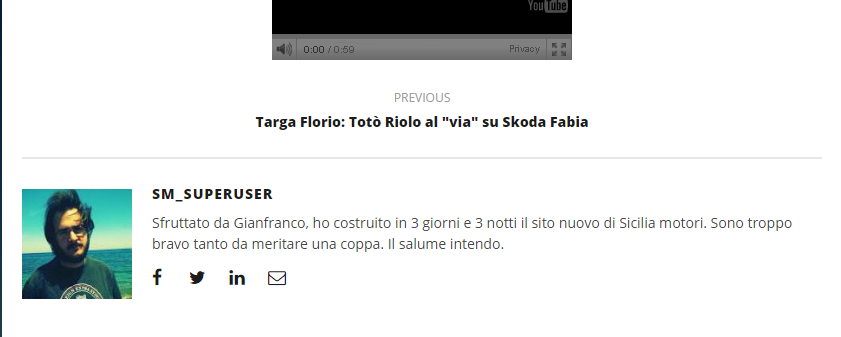 YouTube
0:00 / 0:59 Privacy
PREVIOUS
Targa Florio: Totò Riolo al "via" su Skoda Fabia
SM_SUPERUSER
Sfruttato da Gianfranco, ho costruito in 3 giorni e 3 notti il sito nuovo di Sicilia motori. Sono troppo
bravo tanto da meritare una coppa. Il salume intendo.